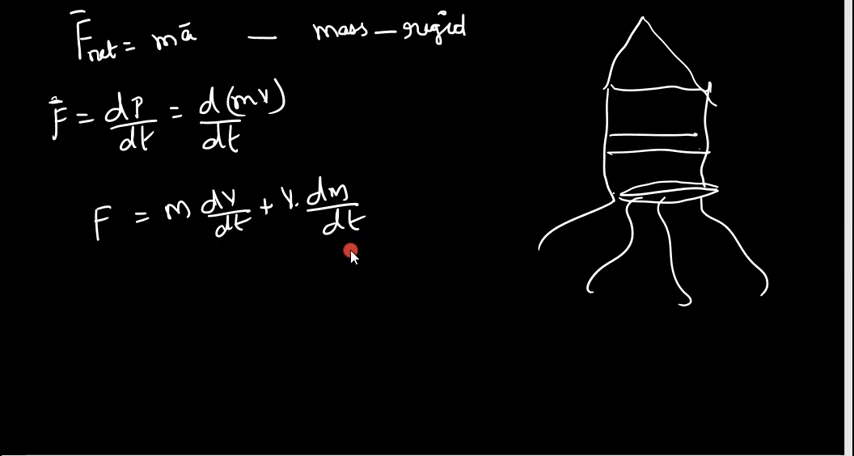 F̄net = mā — mass – rigid
F̄ = dP/dt = d(mv)/dt
F = m dv/dt + v. dm/dt